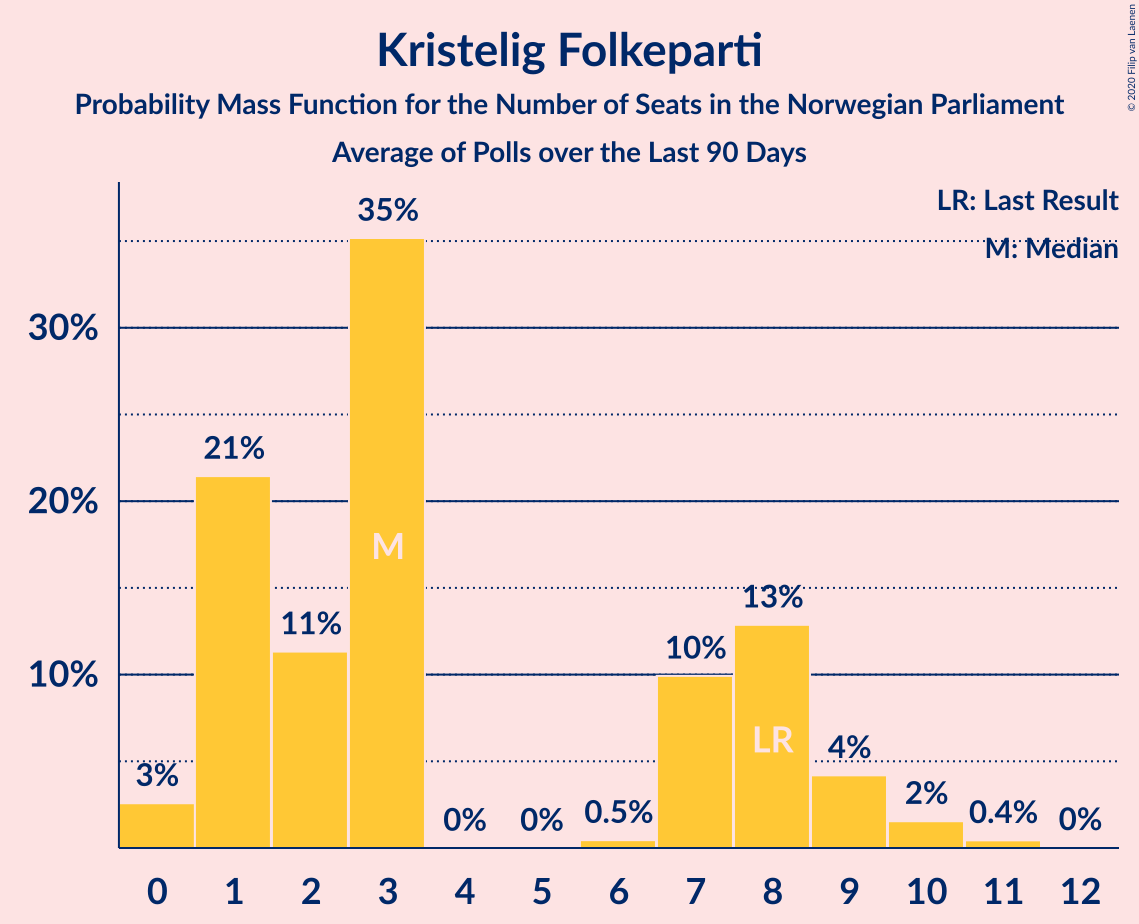 Kristelig Folkeparti
Probability Mass Function for the Number of Seats in the Norwegian Parliament
Average of Polls over the Last 90 Days
© 2020 Filip van Laenen
LR: Last Result
M: Median
35%
30%
21%
20%
M
13%
11%
10%
10%
LR
4%
3%
2%
0% 0% 0.5% 0.4% 0%
0 1 2 3 4 5 6 7 8 9 10 11 12